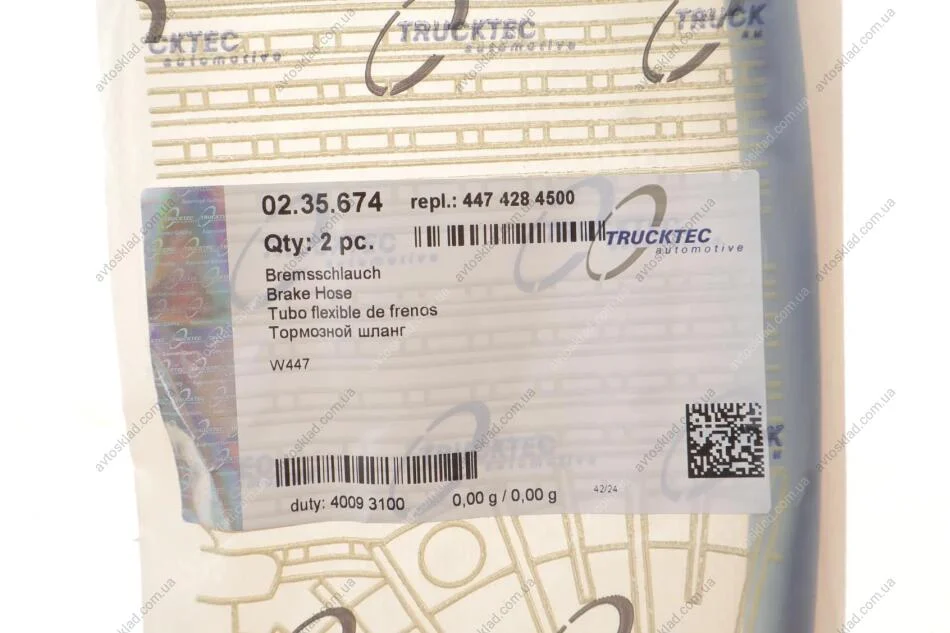 CKTEC
automotive
TRUCKTEC
automotive
TRUCK
02.35.674 repl.: 447 428 4500
Qty: 2 pc.
TRUCKTEC
automotive
Bremsschlauch
Brake Hose
Tubo flexible de frenos
Тормозной шланг
W447
duty: 4009 3100 0,00 g / 0,00 g 42/24
avtosklad.com.ua